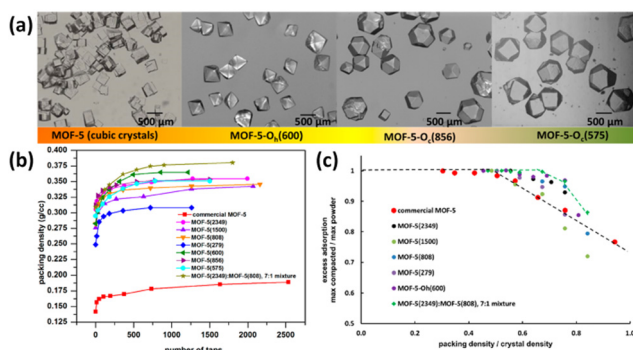 (a)
500 µm
500 µm
500 µm
500 µm
MOF-5 (cubic crystals) MOF-5-Oh(600) MOF-5-Oc(856) MOF-5-Oc(575)
(b)
packing density (g/cc)
0.400
0.375
0.350
0.325
0.300
0.275
0.250
0.225
0.200
0.175
0.150
0.125
0 500 1000 1500 2000 2500
number of taps
commercial MOF-5
MOF-5(2349)
MOF-5(1500)
MOF-5(808)
MOF-5(279)
MOF-5(600)
MOF-5(856)
MOF-5(575)
MOF-5(2349):MOF-5(808), 7:1 mixture
(c)
excess adsorption
max compacted / max powder
1
0.9
0.8
0.7
0.6
0.5
0.0 0.2 0.4 0.6 0.8 1.0
packing density / crystal density
commercial MOF-5
MOF-5(2349)
MOF-5(1500)
MOF-5(808)
MOF-5(279)
MOF-5-Oh(600)
MOF-5(2349):MOF-5(808), 7:1 mixture